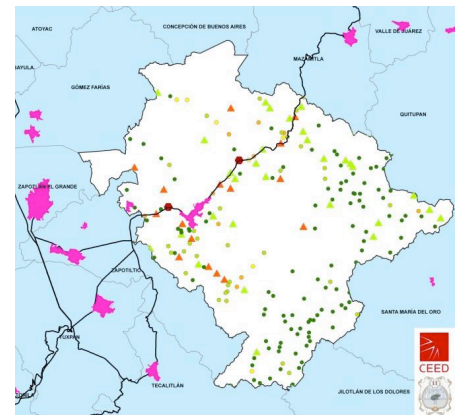 ATOYAC
CONCEPCIÓN DE BUENOS AIRES
VALLE DE JUÁREZ
MAZAMITLA
SAYULA
GÓMEZ FARÍAS
QUITUPAN
ZAPOTLÁN EL GRANDE
ZAPOTILTIC
SANTA MARÍA DEL ORO
TUXPAN
CEED
TECALITLÁN
JILOTLÁN DE LOS DOLORES